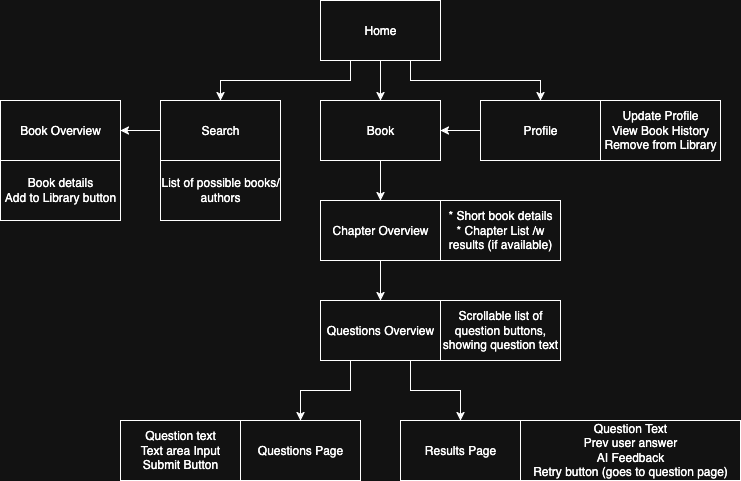 Home
Book Overview
Search
Book
Profile
Update Profile
View Book History
Remove from Library
Book details
Add to Library button
List of possible books/
authors
Chapter Overview
* Short book details
* Chapter List /w
results (if available)
Questions Overview
Scrollable list of
question buttons,
showing question text
Question text
Text area Input
Submit Button
Questions Page
Results Page
Question Text
Prev user answer
AI Feedback
Retry button (goes to question page)